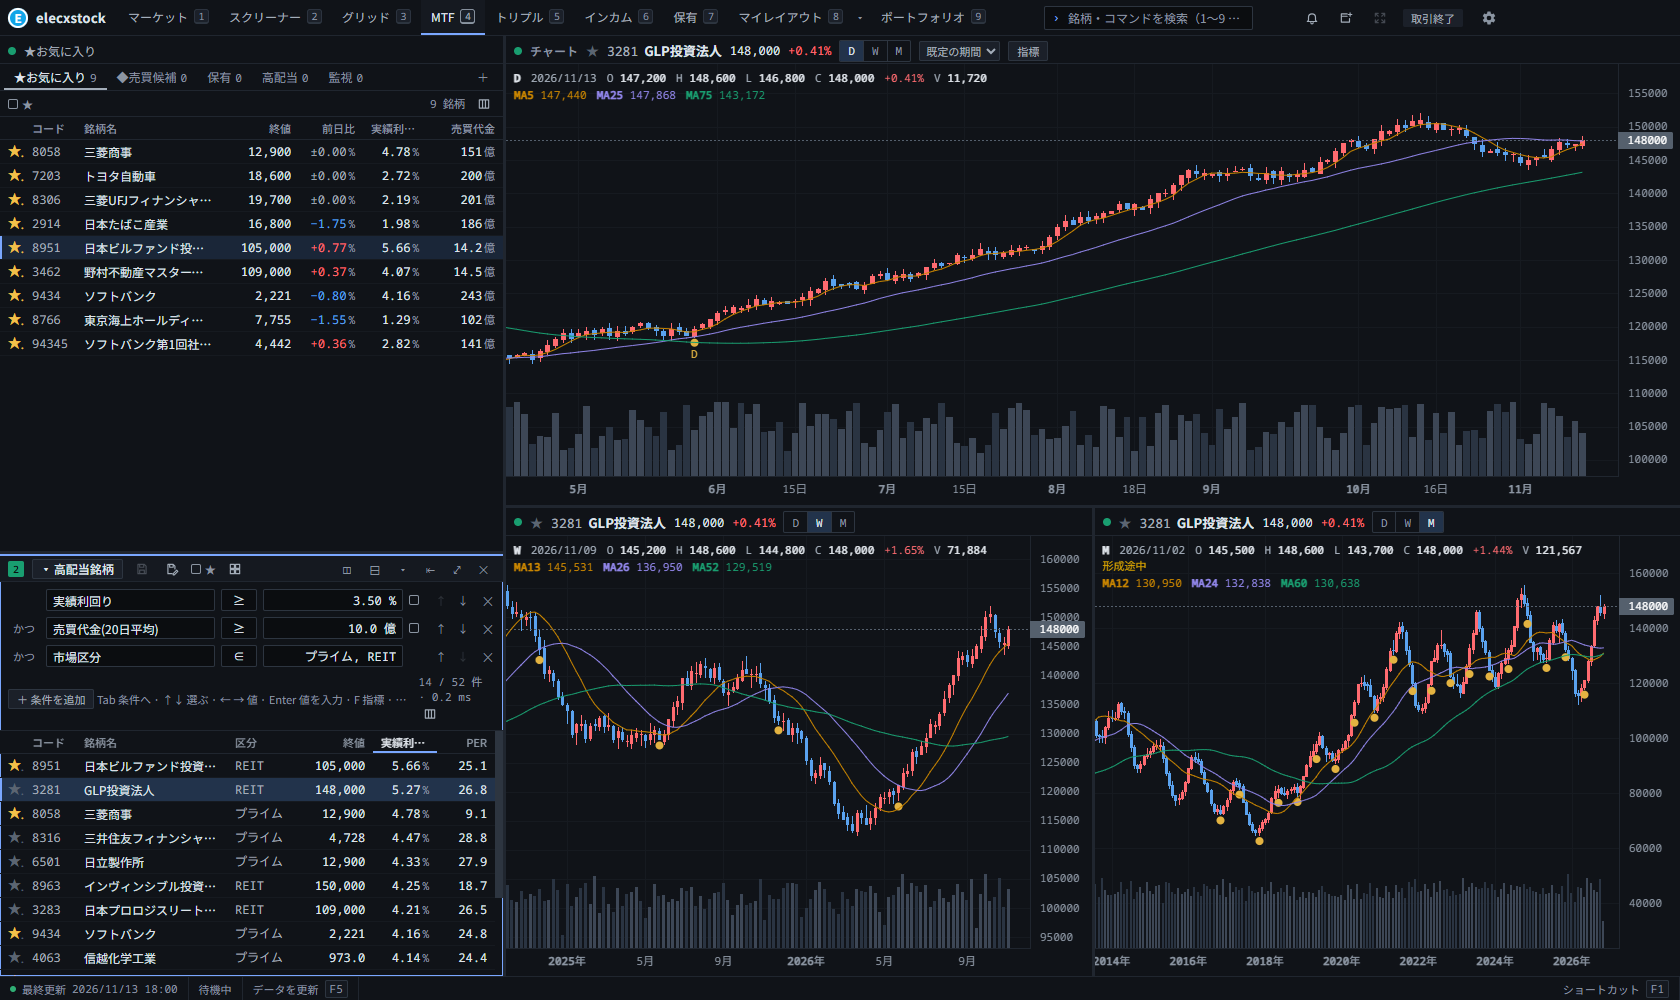 elecxstock マーケット 1 スクリーナー 2 グリッド 3 MTF 4 トリプル 5 インカム 6 保有 7 マイレイアウト 8 ポートフォリオ 9 › 銘柄・コマンドを検索 (1〜9 … 取引終了
★お気に入り
★お気に入り 9 ◆売買候補 0 保有 0 高配当 0 監視 0 +
★ 9 銘柄
コード 銘柄名 終値 前日比 実績利… 売買代金
8058 三菱商事 12,900 ±0.00% 4.78% 151億
7203 トヨタ自動車 18,600 ±0.00% 2.72% 200億
8306 三菱UFJフィナンシャ… 19,700 ±0.00% 2.19% 201億
2914 日本たばこ産業 16,800 −1.75% 1.98% 186億
8951 日本ビルファンド投… 105,000 +0.77% 5.66% 14.2億
3462 野村不動産マスター… 109,000 +0.37% 4.07% 14.5億
9434 ソフトバンク 2,221 −0.80% 4.16% 243億
8766 東京海上ホールディ… 7,755 −1.55% 1.29% 102億
94345 ソフトバンク第1回社… 4,442 +0.36% 2.82% 141億
チャート ★ 3281 GLP投資法人 148,000 +0.41% D W M 既定の期間 指標
D 2026/11/13 O 147,200 H 148,600 L 146,800 C 148,000 +0.41% V 11,720
MA5 147,440 MA25 147,868 MA75 143,172
155000
150000
148000
145000
140000
135000
130000
125000
120000
115000
110000
105000
100000
D
5月 6月 15日 7月 15日 8月 18日 9月 10月 16日 11月
2 高配当銘柄 ★
実績利回り ≥ 3.50 % ↑ ↓ ×
かつ 売買代金(20日平均) ≥ 10.0 億 ↑ ↓ ×
かつ 市場区分 ∈ プライム, REIT ↑ ↓ ×
＋条件を追加 Tab 条件へ · ↑↓選ぶ · ←→値 · Enter 値を入力 · F 指標 · …
14 / 52 件 · 0.2 ms
コード 銘柄名 区分 終値 実績利… PER
8951 日本ビルファンド投資… REIT 105,000 5.66% 25.1
3281 GLP投資法人 REIT 148,000 5.27% 26.8
8058 三菱商事 プライム 12,900 4.78% 9.1
8316 三井住友フィナンシャ… プライム 4,728 4.47% 28.8
6501 日立製作所 プライム 12,900 4.33% 27.9
8963 インヴィンシブル投資… REIT 150,000 4.25% 18.7
3283 日本プロロジスリート… REIT 109,000 4.21% 26.5
9434 ソフトバンク プライム 2,221 4.16% 24.8
4063 信越化学工業 プライム 973.0 4.14% 24.4
★ 3281 GLP投資法人 148,000 +0.41% D W M
W 2026/11/09 O 145,200 H 148,600 L 144,800 C 148,000 +1.65% V 71,884
MA13 145,531 MA26 136,950 MA52 129,519
160000
155000
150000
148000
145000
140000
135000
130000
125000
120000
115000
110000
105000
100000
95000
2025年 5月 9月 2026年 5月 9月
★ 3281 GLP投資法人 148,000 +0.41% D W M
M 2026/11/02 O 145,500 H 148,600 L 143,700 C 148,000 +1.44% V 121,567
形成途中
MA12 130,950 MA24 132,838 MA60 130,638
160000
148000
140000
120000
100000
80000
60000
40000
2014年 2016年 2018年 2020年 2022年 2024年 2026年
最終更新 2026/11/13 18:00 待機中 データを更新 F5 ショートカット F1